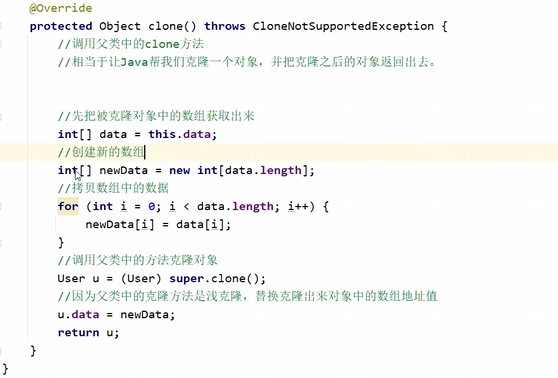 @Override
protected Object clone() throws CloneNotSupportedException {
//调用父类中的clone方法
//相当于让Java帮我们克隆一个对象，并把克隆之后的对象返回出去。
//先把被克隆对象中的数组获取出来
int[] data = this.data;
//创建新的数组
int[] newData = new int[data.length];
//拷贝数组中的数据
for (int i = 0; i < data.length; i++) {
newData[i] = data[i];
}
//调用父类中的方法克隆对象
User u = (User) super.clone();
//因为父类中的克隆方法是浅克隆，替换克隆出来对象中的数组地址值
u.data = newData;
return u;
}
}